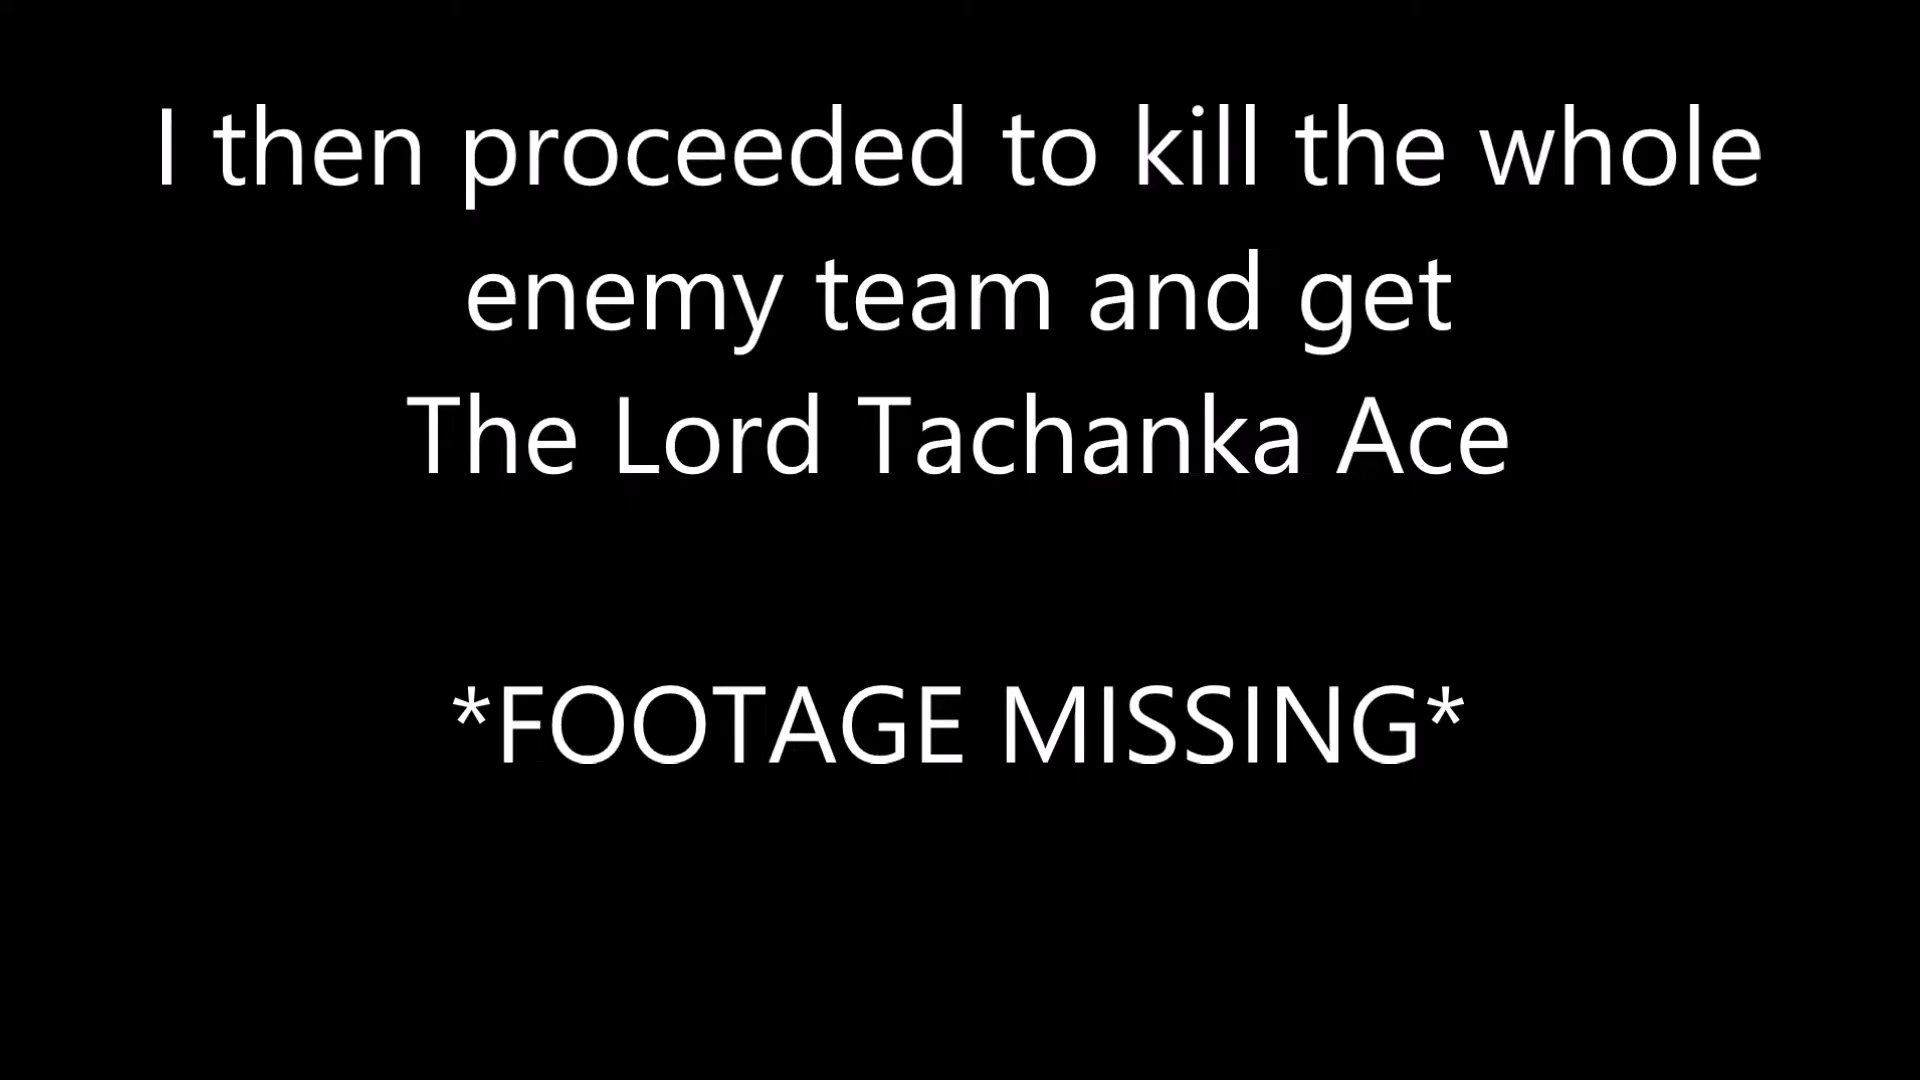 I then proceeded to kill the whole
enemy team and get
The Lord Tachanka Ace
*FOOTAGE MISSING*